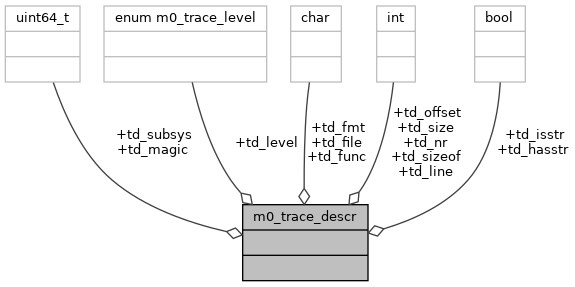 uint64_t
enum m0_trace_level
char
int
bool
+td_subsys
+td_magic
+td_level
+td_fmt
+td_file
+td_func
+td_offset
+td_size
+td_nr
+td_sizeof
+td_line
+td_isstr
+td_hasstr
m0_trace_descr